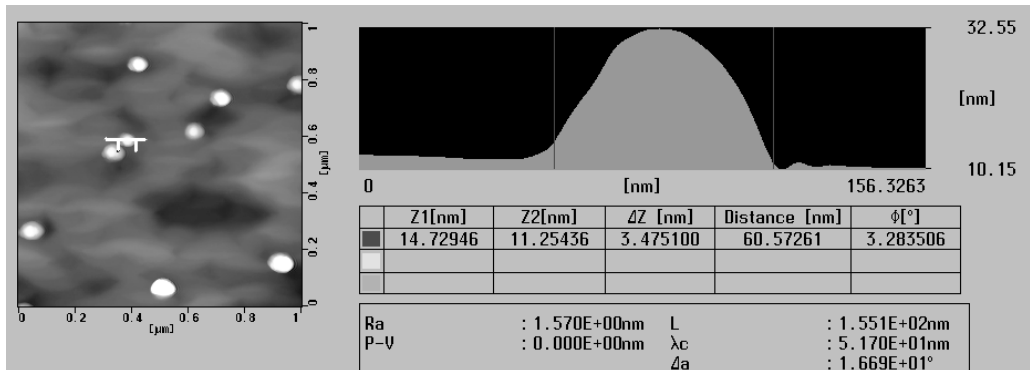 32.55
[nm]
10.15
0 [nm] 156.3263
1
0.8
0.6
[μm]
0.4
0.2
0
0 0.2 0.4 0.6 0.8 1
[μm]
Z1[nm] Z2[nm] ΔZ [nm] Distance [nm] φ[°]
14.72946 11.25436 3.475100 60.57261 3.283506
Ra : 1.570E+00nm L : 1.551E+02nm
P-V : 0.000E+00nm λc : 5.170E+01nm
Δa : 1.669E+01°